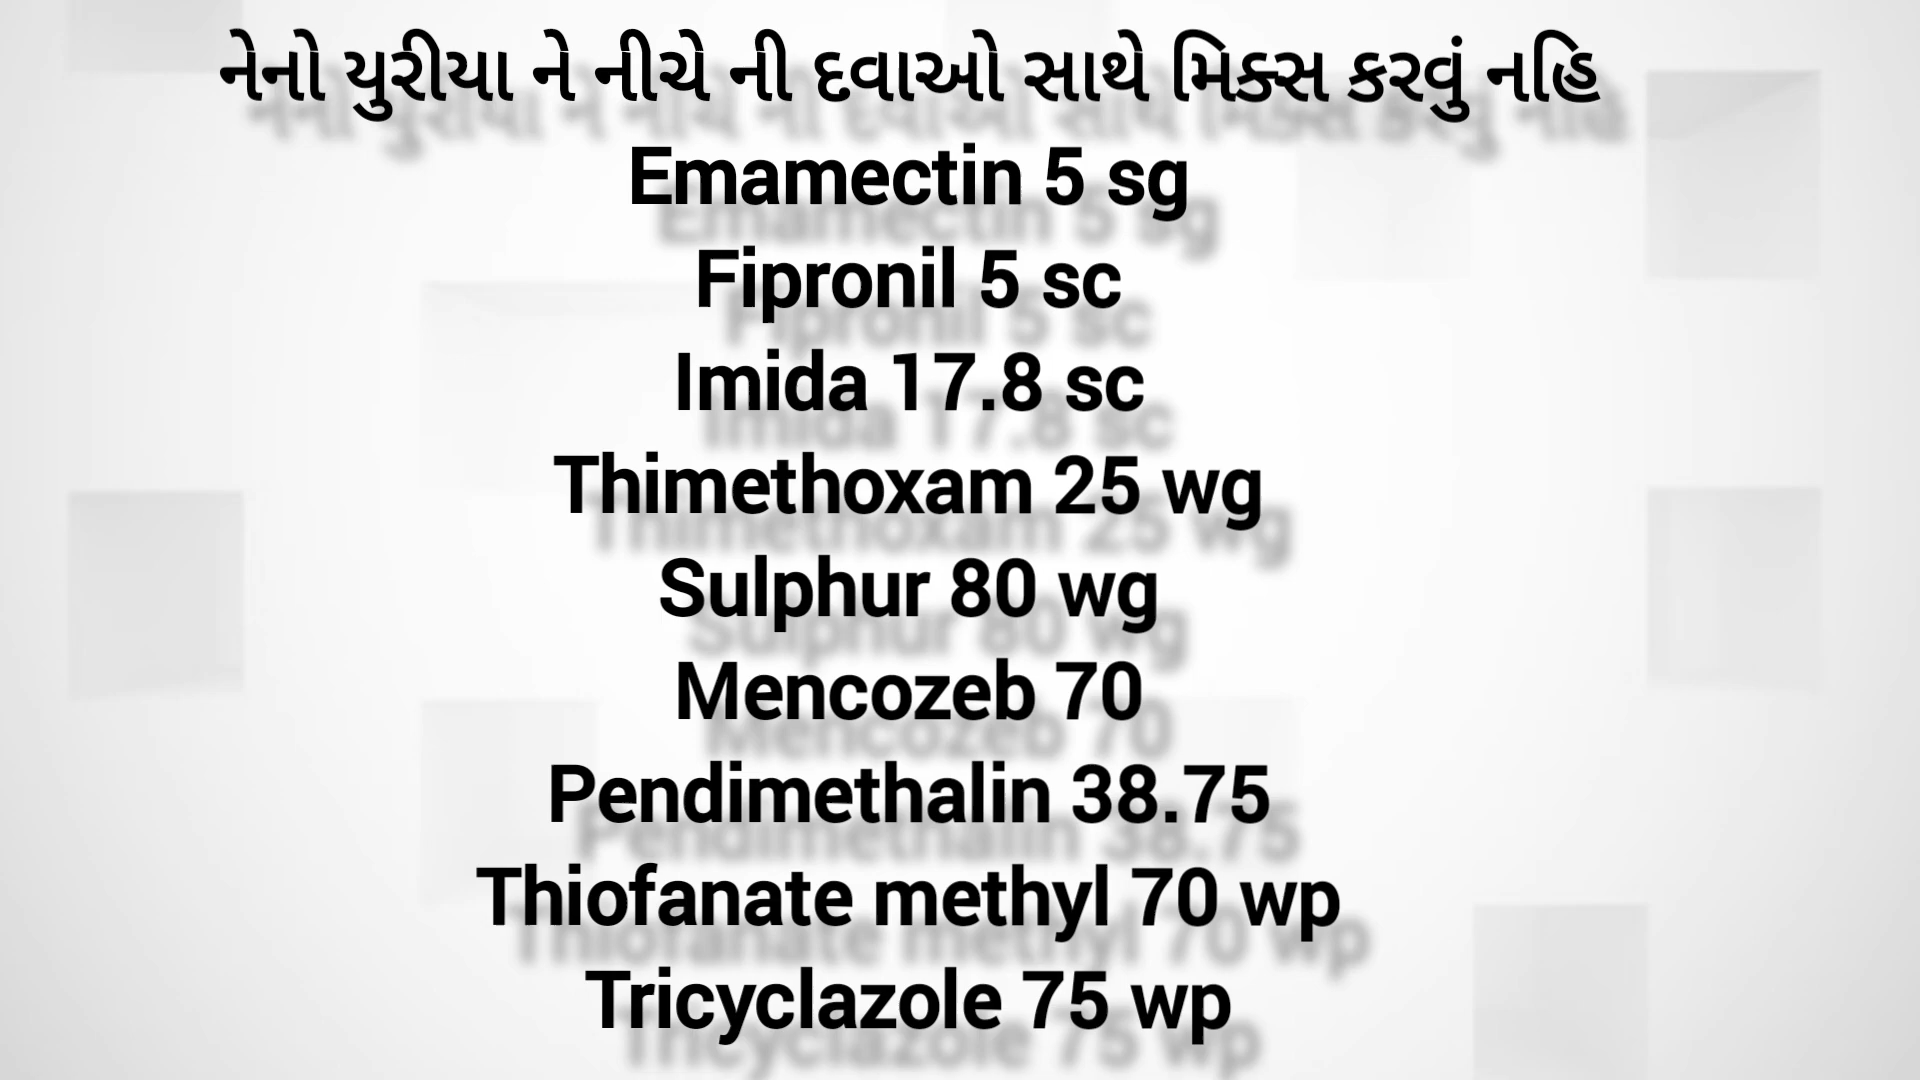 નેનો યુરીયા ને નીચે ની દવાઓ સાથે મિક્સ કરવું નહિ
Emamectin 5 sg
Fipronil 5 sc
Imida 17.8 sc
Thimethoxam 25 wg
Sulphur 80 wg
Mencozeb 70
Pendimethalin 38.75
Thiofanate methyl 70 wp
Tricyclazole 75 wp